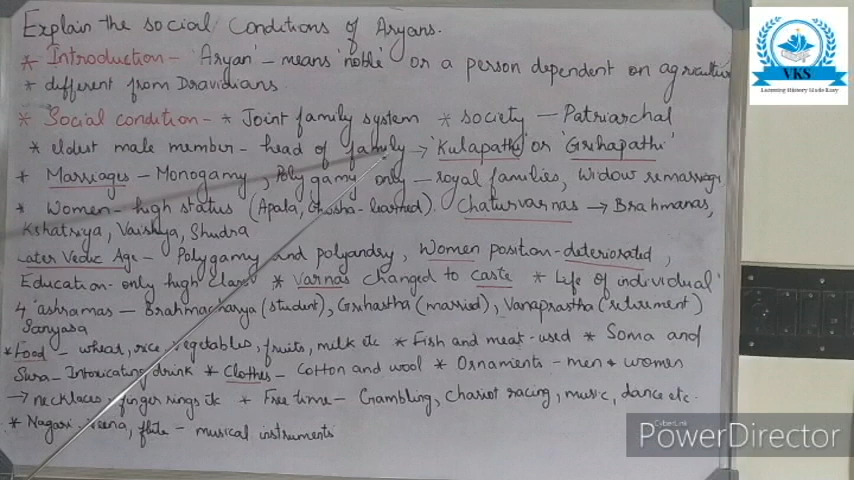 Explain the social conditions of Aryans.
* Introduction - 'Aryan' - means 'noble' or a person dependent on agriculture
* different from Dravidians
* Social condition - * Joint family system * society - Patriarchal
* eldest male member - head of family → 'Kulapathi' or 'Grihapathi'
* Marriages - Monogamy, Polygamy only - royal families, Widow remarriage
* Women - high status (Apala, Ghosha - learned). Chaturvarnas → Brahmanas,
Kshatriya, Vaishya, Shudra
Later Vedic Age - Polygamy and polyandry, Women position - deteriorated,
Education - only high class * Varnas changed to caste * Life of individual
4 'ashramas - Brahmacharya (student), Grihastha (married), Vanaprastha (retirement)
Sanyasa
* Food - wheat, rice, vegetables, fruits, milk etc * Fish and meat - used * Soma and
Sura - Intoxicating drink * Clothes - Cotton and wool * Ornaments - men + women
→ necklaces, finger rings etc * Free time - Gambling, chariot racing, music, dance etc.
* Nagari, Veena, flute - musical instruments
VKS
Learning History Made Easy
CyberLink
PowerDirector